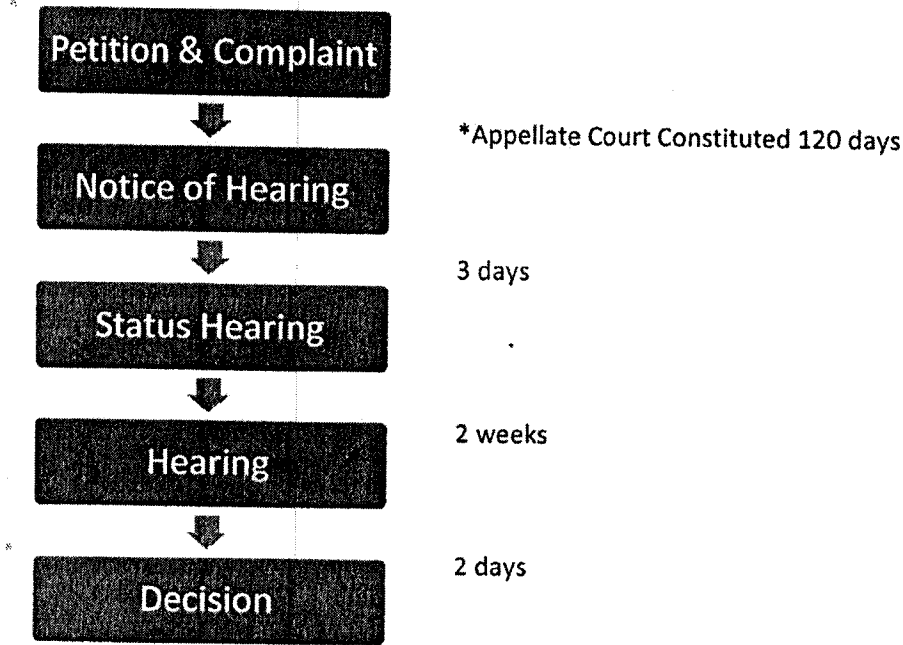 Petition & Complaint
*Appellate Court Constituted 120 days
Notice of Hearing
3 days
Status Hearing
2 weeks
Hearing
2 days
Decision